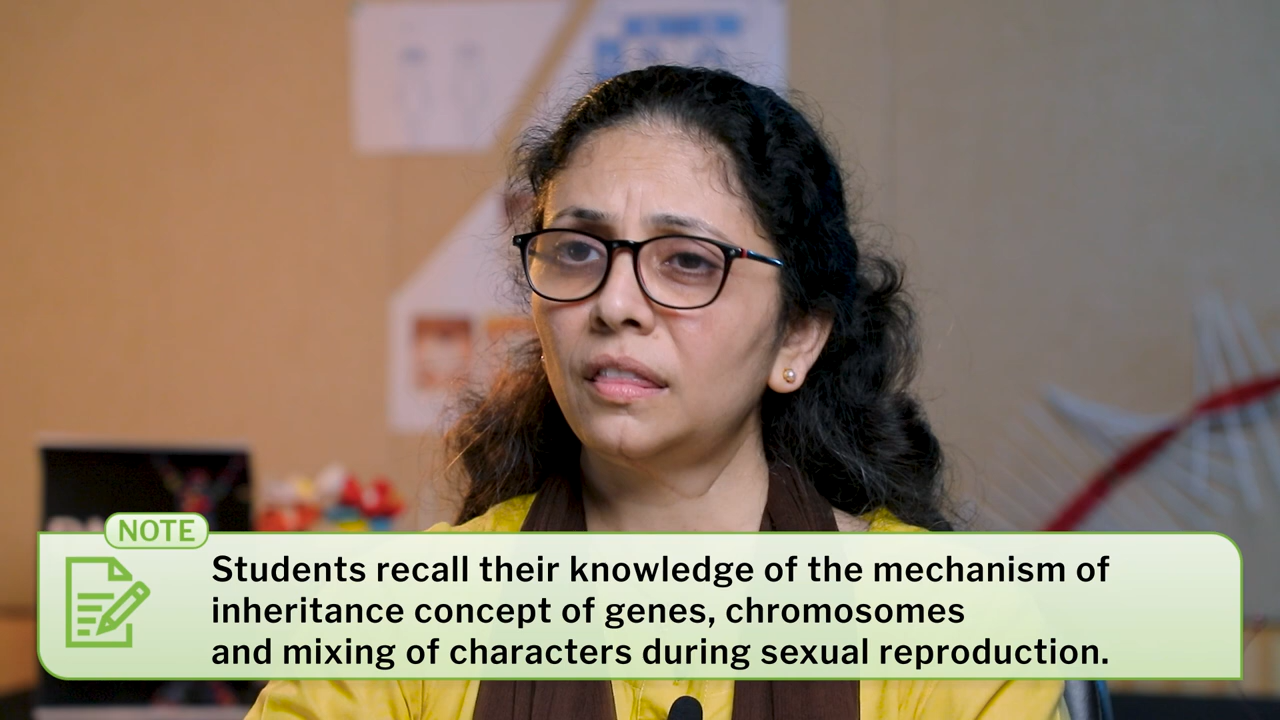 NOTE
Students recall their knowledge of the mechanism of
inheritance concept of genes, chromosomes
and mixing of characters during sexual reproduction.